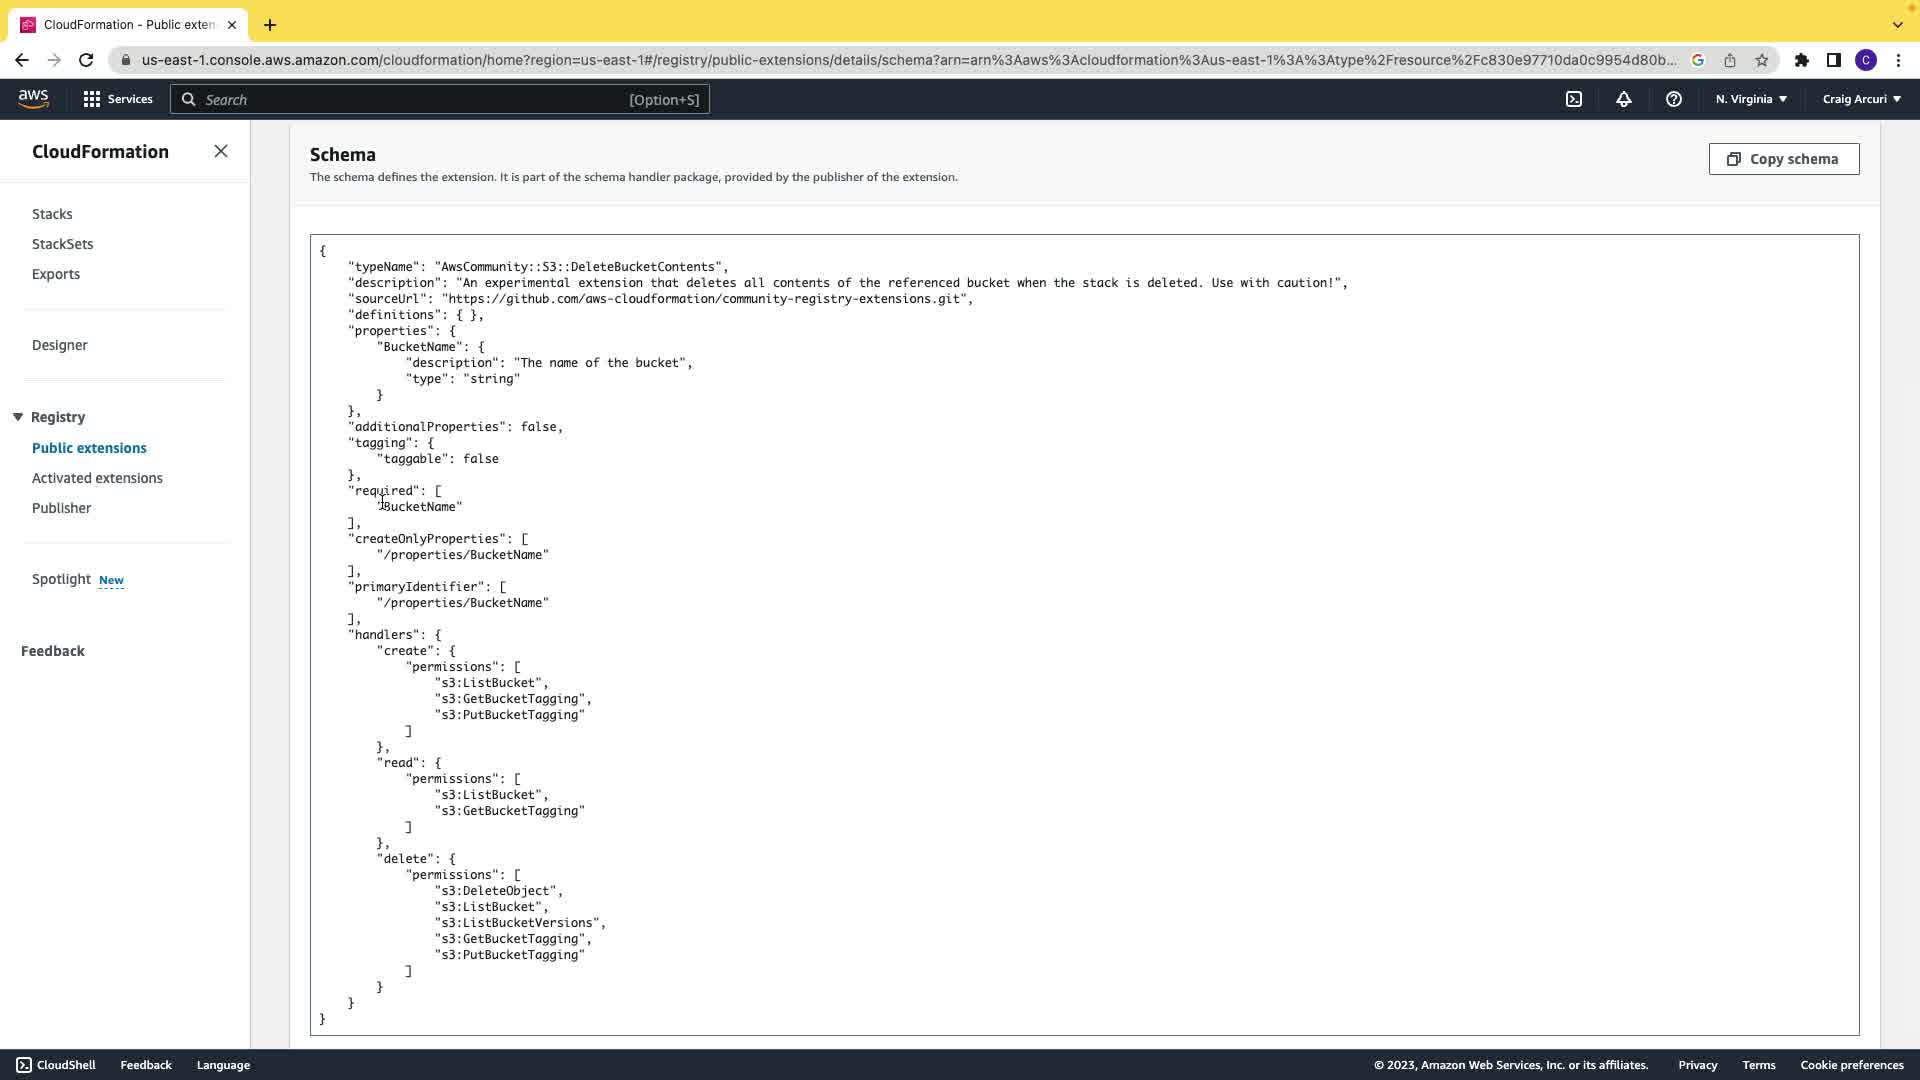 CloudFormation - Public exten
us-east-1.console.aws.amazon.com/cloudformation/home?region=us-east-1#/registry/public-extensions/details/schema?arn=arn%3Aaws%3Acloudformation%3Aus-east-1%3A%3Atype%2Fresource%2Fc830e97710da0c9954d80b...
C
aws
Services
Search
[Option+S]
N. Virginia
Craig Arcuri
CloudFormation
Stacks
StackSets
Exports
Designer
Registry
Public extensions
Activated extensions
Publisher
Spotlight New
Feedback
Schema
The schema defines the extension. It is part of the schema handler package, provided by the publisher of the extension.
Copy schema
{
"typeName": "AwsCommunity::S3::DeleteBucketContents",
"description": "An experimental extension that deletes all contents of the referenced bucket when the stack is deleted. Use with caution!",
"sourceUrl": "https://github.com/aws-cloudformation/community-registry-extensions.git",
"definitions": { },
"properties": {
"BucketName": {
"description": "The name of the bucket",
"type": "string"
}
},
"additionalProperties": false,
"tagging": {
"taggable": false
},
"required": [
"BucketName"
],
"createOnlyProperties": [
"/properties/BucketName"
],
"primaryIdentifier": [
"/properties/BucketName"
],
"handlers": {
"create": {
"permissions": [
"s3:ListBucket",
"s3:GetBucketTagging",
"s3:PutBucketTagging"
]
},
"read": {
"permissions": [
"s3:ListBucket",
"s3:GetBucketTagging"
]
},
"delete": {
"permissions": [
"s3:DeleteObject",
"s3:ListBucket",
"s3:ListBucketVersions",
"s3:GetBucketTagging",
"s3:PutBucketTagging"
]
}
}
}
CloudShell
Feedback
Language
© 2023, Amazon Web Services, Inc. or its affiliates.
Privacy
Terms
Cookie preferences